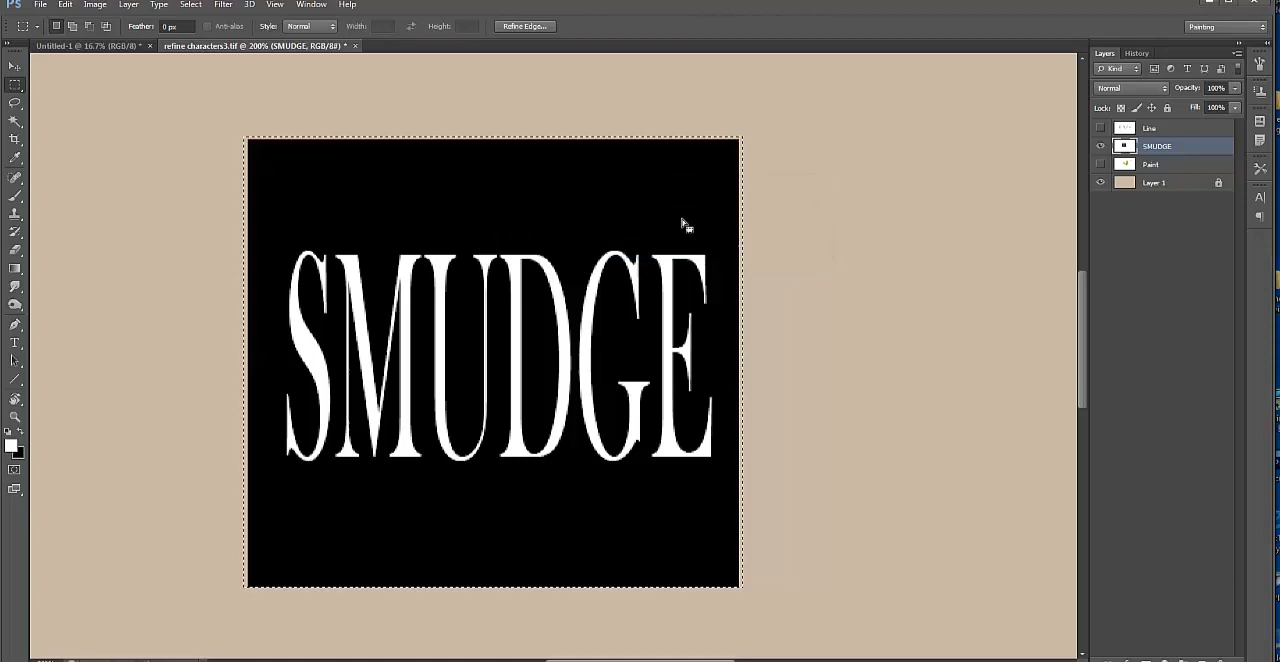 Ps File Edit Image Layer Type Select Filter 3D View Window Help
Feather: 0 px Anti-alias Style: Normal Width: Height: Refine Edge... Painting
Untitled-1 @ 16.7% (RGB/8) * × refine characters3.tif @ 200% (SMUDGE, RGB/8#) * ×
Layers History
Kind
Normal Opacity: 100%
Lock: Fill: 100%
Line
SMUDGE
Paint
Layer 1
SMUDGE